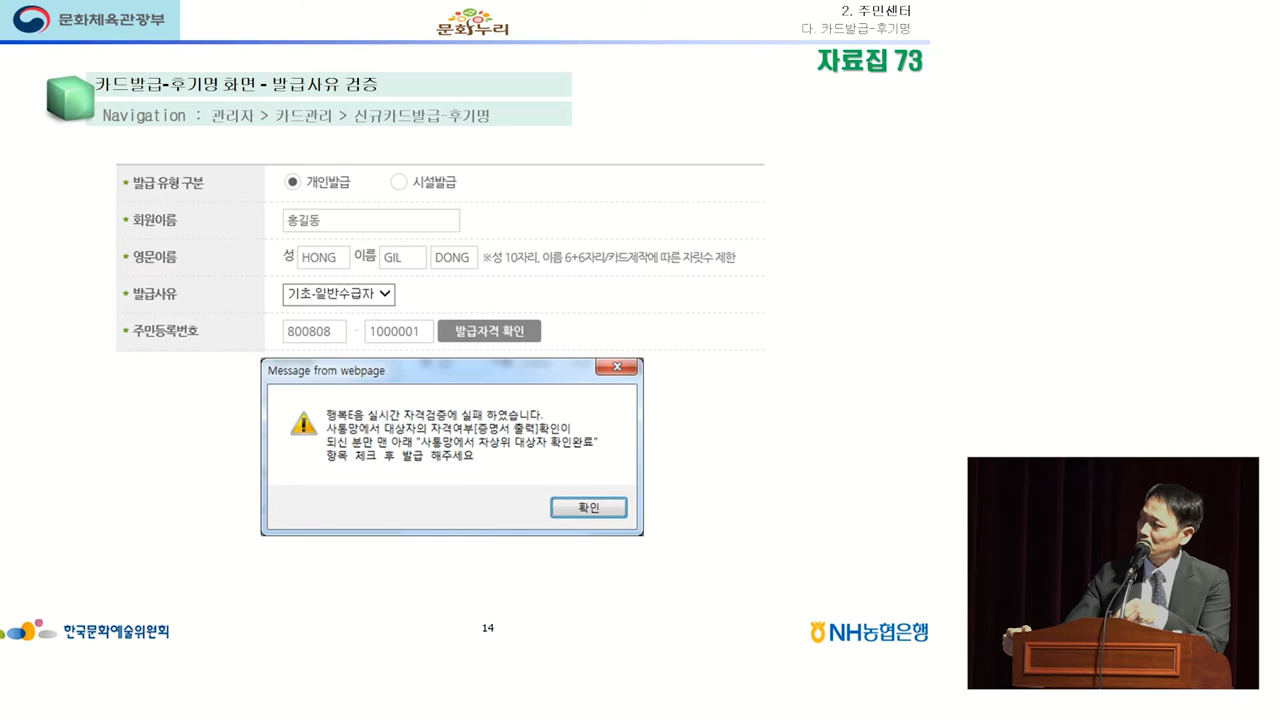 문화체육관광부
문화누리
2. 주민센터
다. 카드발급-후기명
자료집 73
카드발급-후기명 화면 - 발급사유 검증
Navigation : 관리자 > 카드관리 > 신규카드발급-후기명
* 발급 유형 구분 개인발급 시설발급
* 회원이름 홍길동
* 영문이름 성 HONG 이름 GIL DONG ※성 10자리, 이름 6+6자리/카드제작에 따른 자릿수 제한
* 발급사유 기초-일반수급자
* 주민등록번호 800808 - 1000001 발급자격 확인
Message from webpage
행복E음 실시간 자격검증에 실패 하였습니다.
사통망에서 대상자의 자격여부[증명서 출력]확인이
되신 분만 맨 아래 "사통망에서 차상위 대상자 확인완료"
항목 체크 후 발급 해주세요
확인
한국문화예술위원회
14
NH농협은행